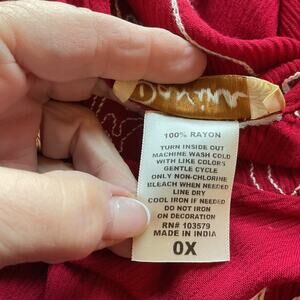 100% RAYON
TURN INSIDE OUT
MACHINE WASH COLD
WITH LIKE COLORS
GENTLE CYCLE
ONLY NON-CHLORINE
BLEACH WHEN NEEDED
LINE DRY
COOL IRON IF NEEDED
DO NOT IRON
ON DECORATION
RN# 103579
MADE IN INDIA
0X